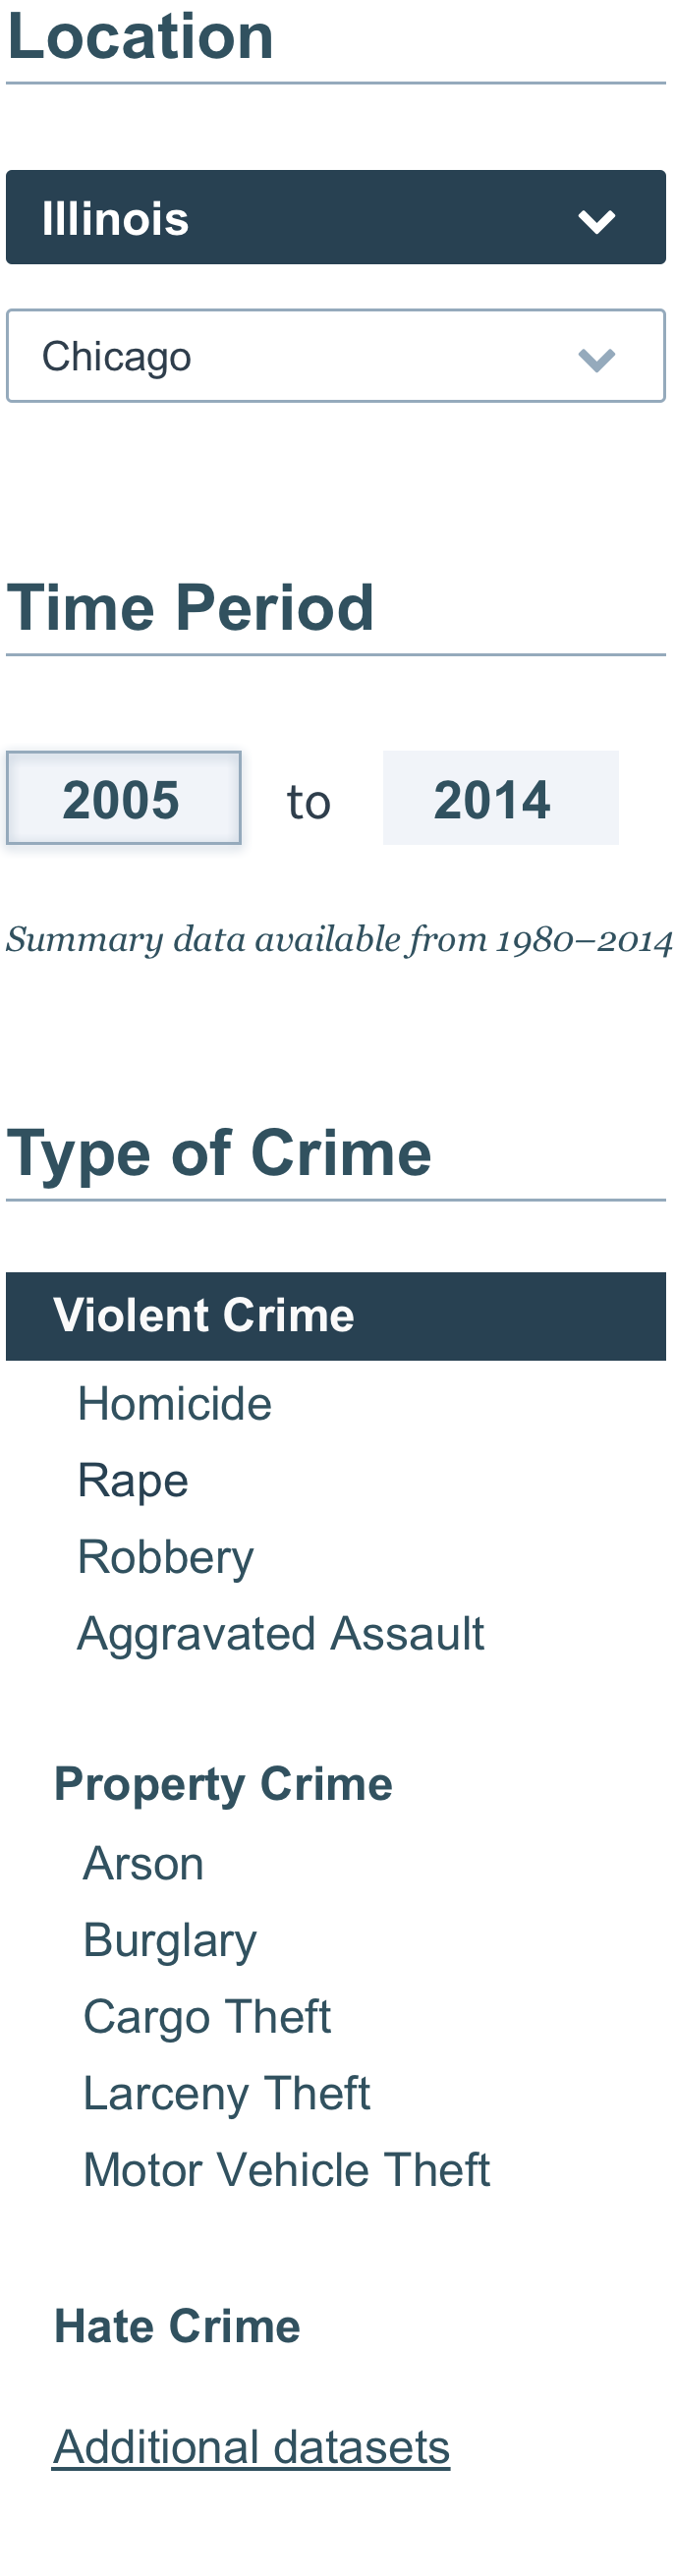 Location
Illinois
Chicago
Time Period
2005 to 2014
Summary data available from 1980–2014
Type of Crime
Violent Crime
Homicide
Rape
Robbery
Aggravated Assault
Property Crime
Arson
Burglary
Cargo Theft
Larceny Theft
Motor Vehicle Theft
Hate Crime
Additional datasets